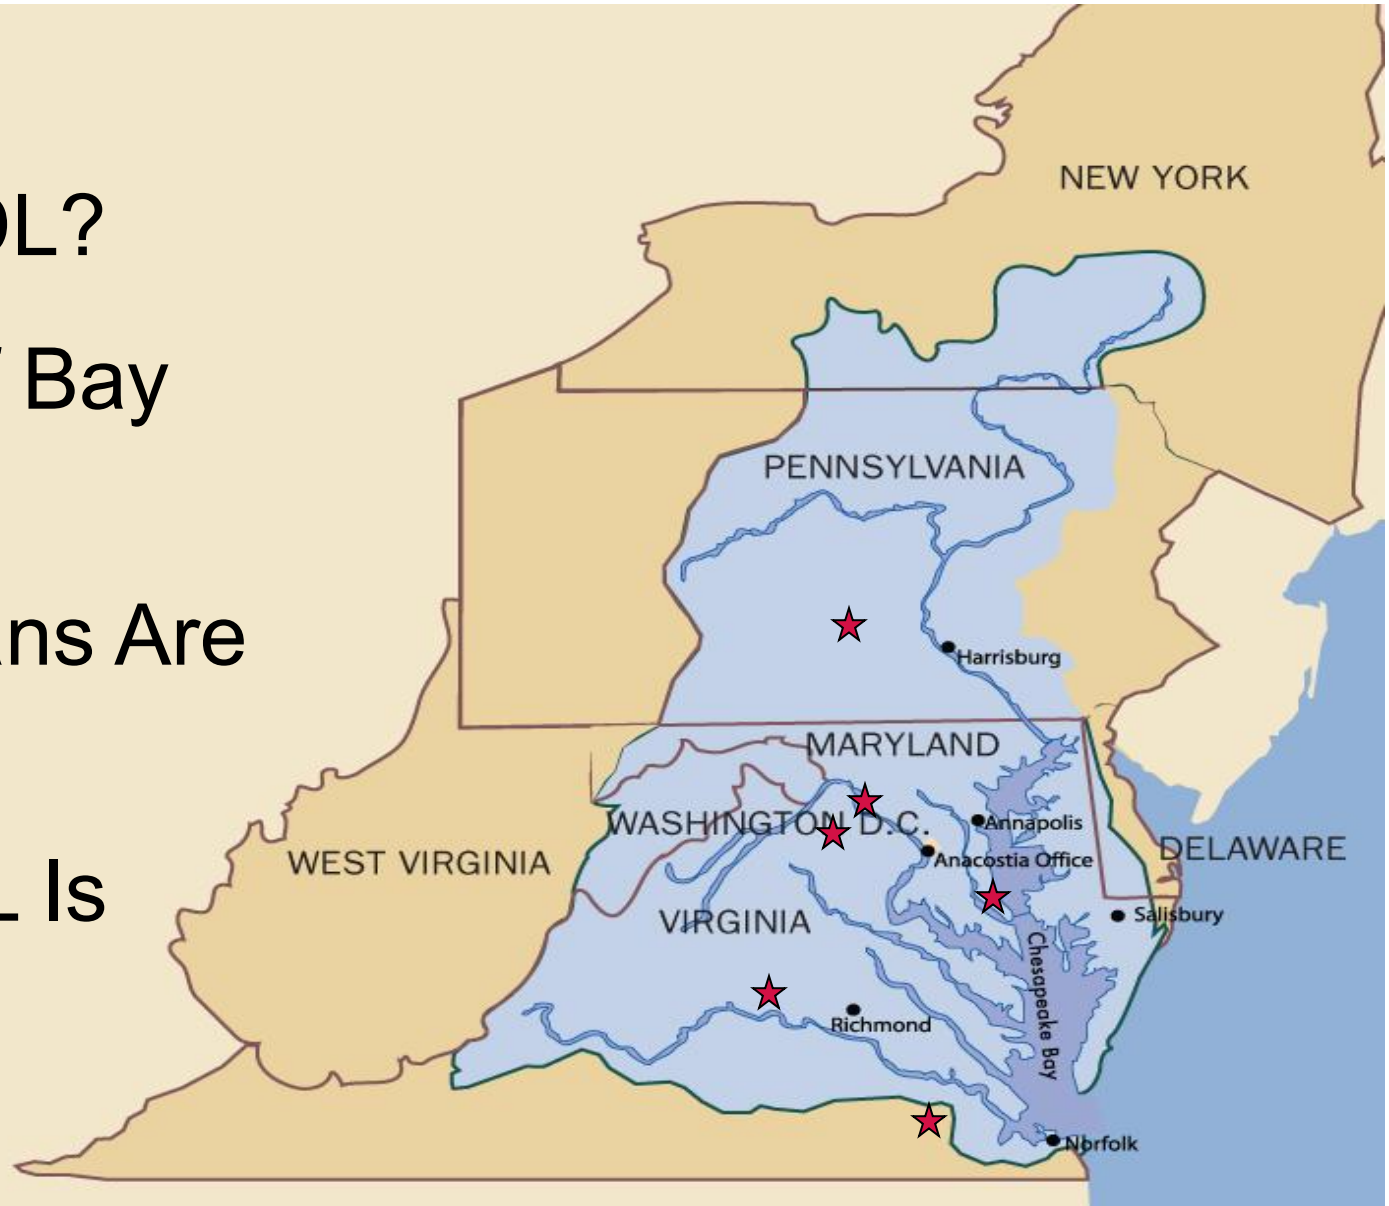 DL?
Bay
ns Are
L Is
NEW YORK
PENNSYLVANIA
Harrisburg
MARYLAND
WASHINGTON D.C.
Annapolis
Anacostia Office
DELAWARE
WEST VIRGINIA
Salisbury
VIRGINIA
Chesapeake Bay
Richmond
Norfolk